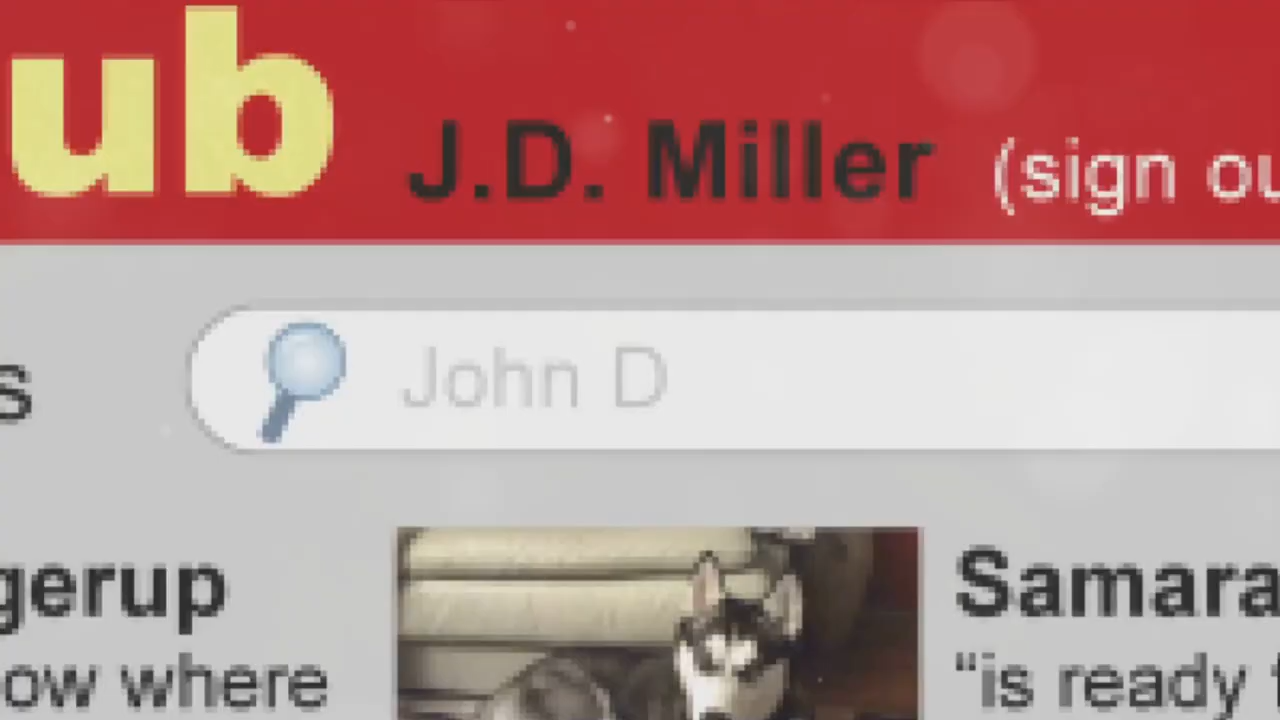 ub J.D. Miller (sign ou
s John D
gerup Samara
ow where "is ready